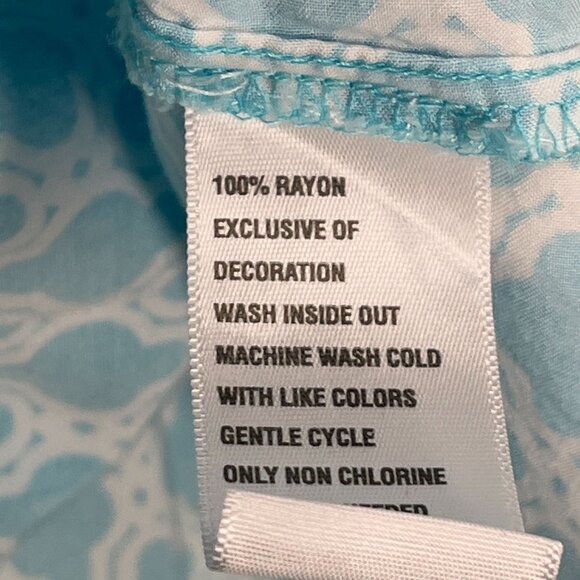 100% RAYON
EXCLUSIVE OF
DECORATION
WASH INSIDE OUT
MACHINE WASH COLD
WITH LIKE COLORS
GENTLE CYCLE
ONLY NON CHLORINE